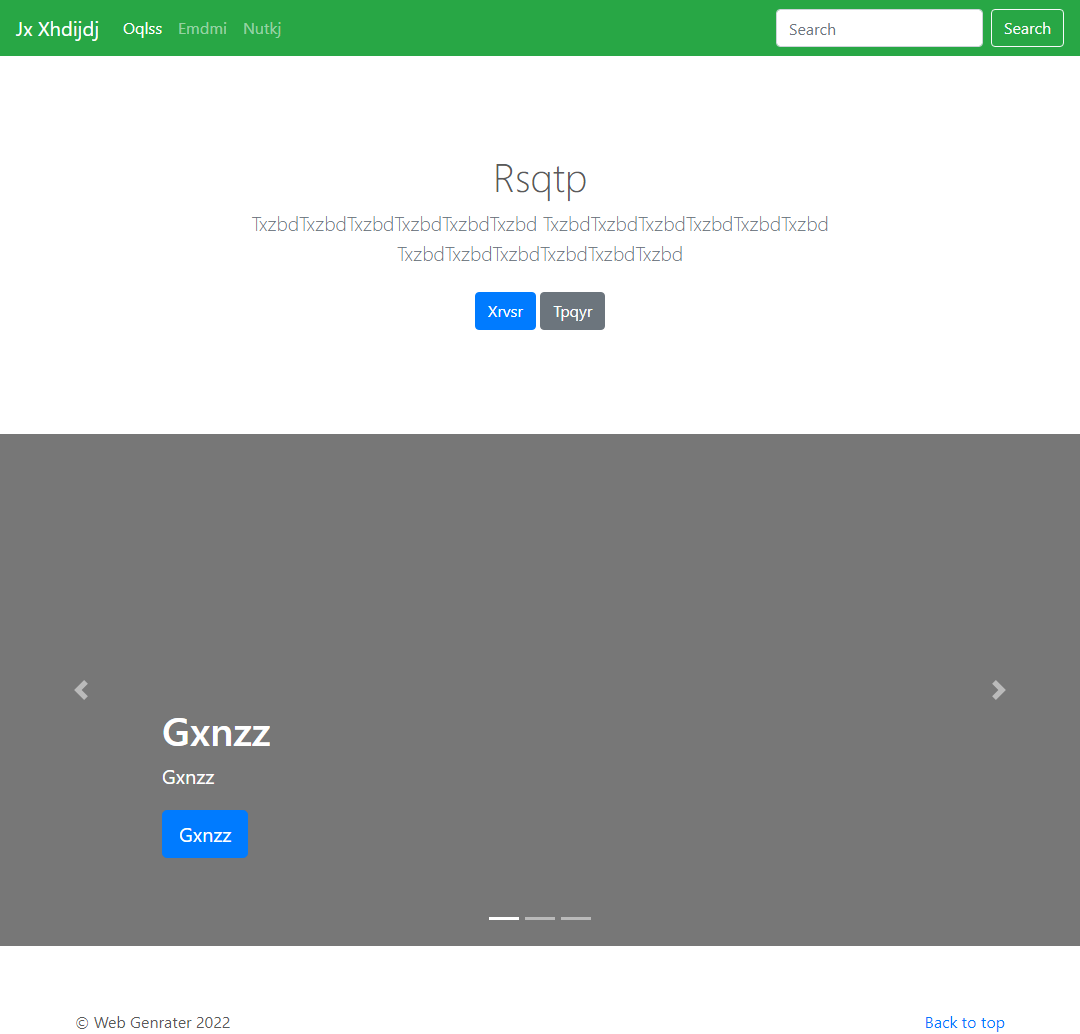 Jx Xhdijdj Oqlss Emdmi Nutkj Search Search
Rsqtp
TxzbdTxzbdTxzbdTxzbdTxzbdTxzbd TxzbdTxzbdTxzbdTxzbdTxzbdTxzbd
TxzbdTxzbdTxzbdTxzbdTxzbdTxzbd
Xrvsr Tpqyr
Gxnzz
Gxnzz
Gxnzz
© Web Genrater 2022 Back to top